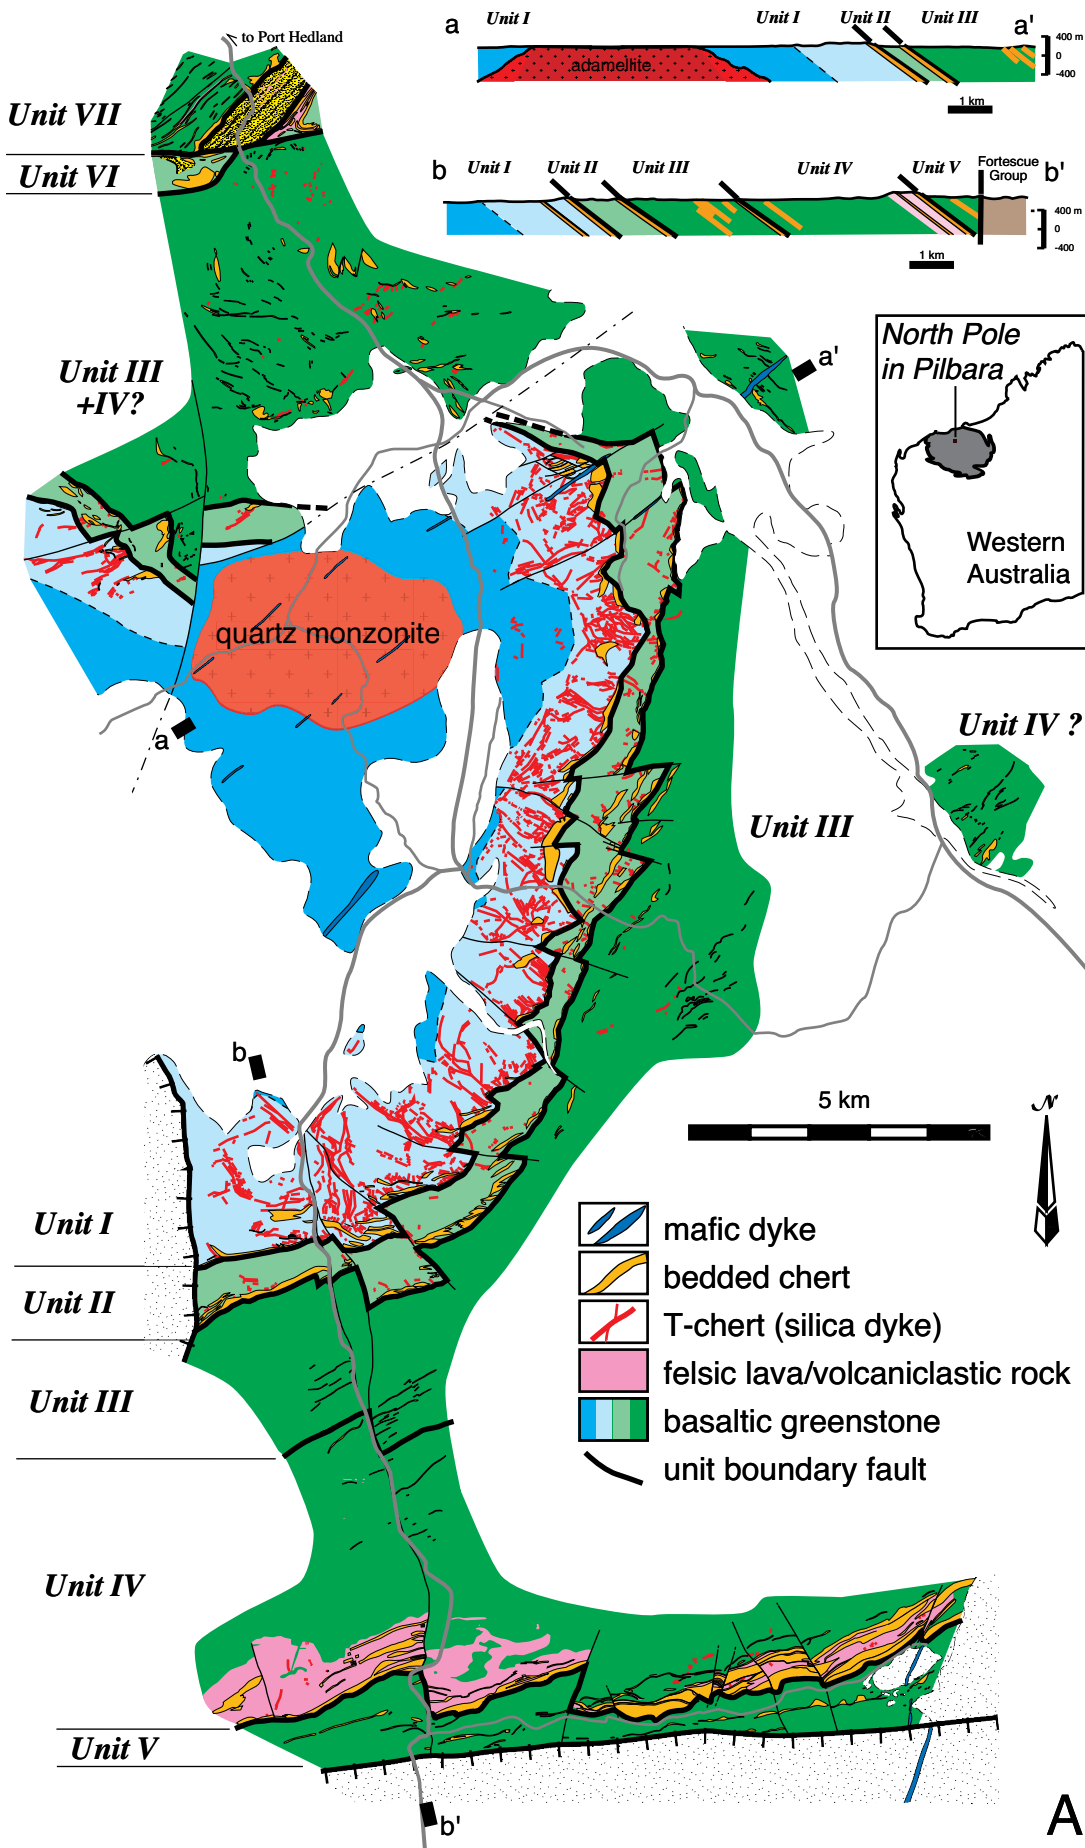 a
Unit I
Unit I
Unit II
Unit III
a'
adamellite
400 m
0
-400
1 km
b
Unit I
Unit II
Unit III
Unit IV
Unit V
Fortescue
Group
b'
400 m
0
-400
1 km
to Port Hedland
Unit VII
Unit VI
Unit III
+IV?
a'
North Pole
in Pilbara
Western
Australia
quartz monzonite
a
Unit IV ?
Unit III
b
5 km
N
Unit I
Unit II
Unit III
Unit IV
Unit V
mafic dyke
bedded chert
T-chert (silica dyke)
felsic lava/volcaniclastic rock
basaltic greenstone
unit boundary fault
b'
A